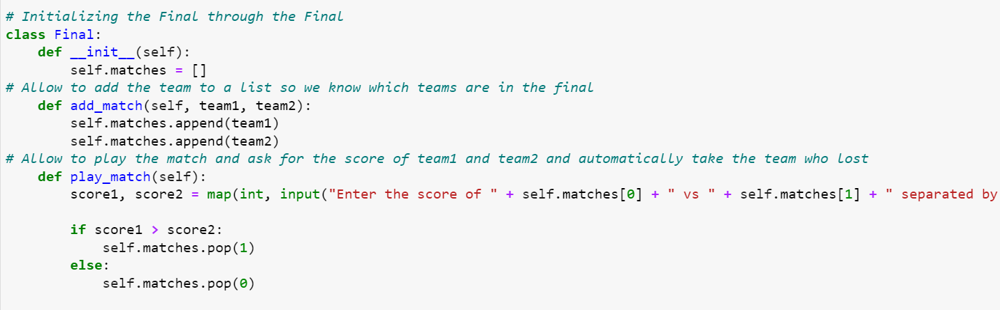 # Initializing the Final through the Final
class Final:
    def __init__(self):
        self.matches = []
# Allow to add the team to a list so we know which teams are in the final
    def add_match(self, team1, team2):
        self.matches.append(team1)
        self.matches.append(team2)
# Allow to play the match and ask for the score of team1 and team2 and automatically take the team who lost
    def play_match(self):
        score1, score2 = map(int, input("Enter the score of " + self.matches[0] + " vs " + self.matches[1] + " separated by
        if score1 > score2:
            self.matches.pop(1)
        else:
            self.matches.pop(0)